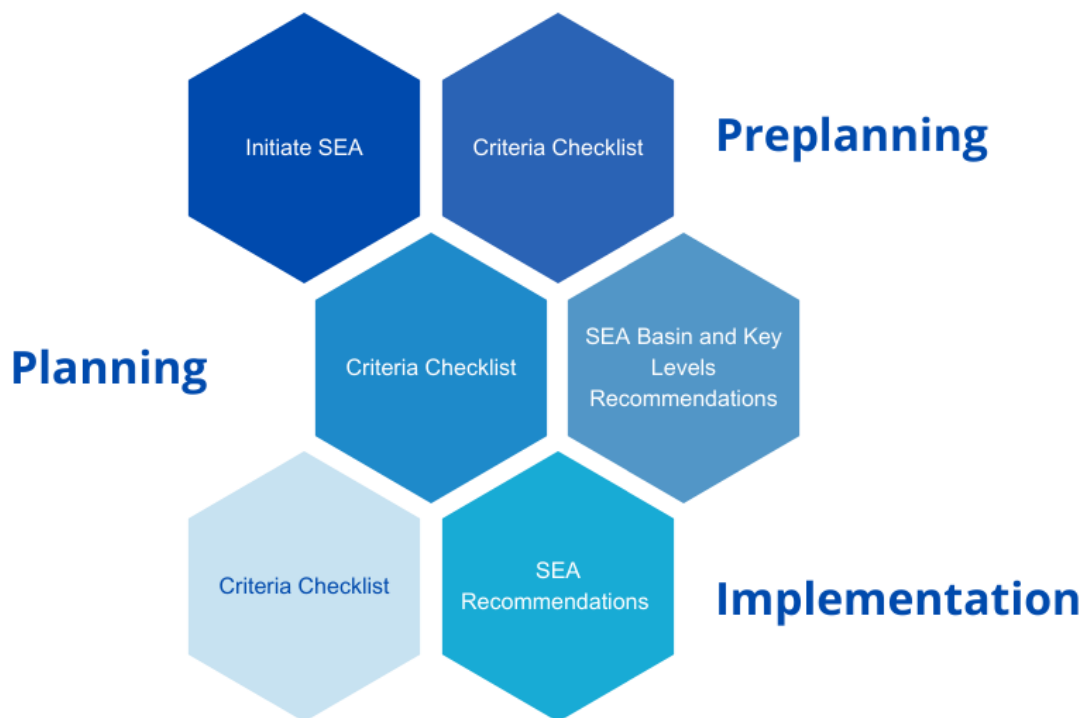 Initiate SEA
Criteria Checklist
Preplanning
Planning
Criteria Checklist
SEA Basin and Key
Levels
Recommendations
Criteria Checklist
SEA
Recommendations
Implementation